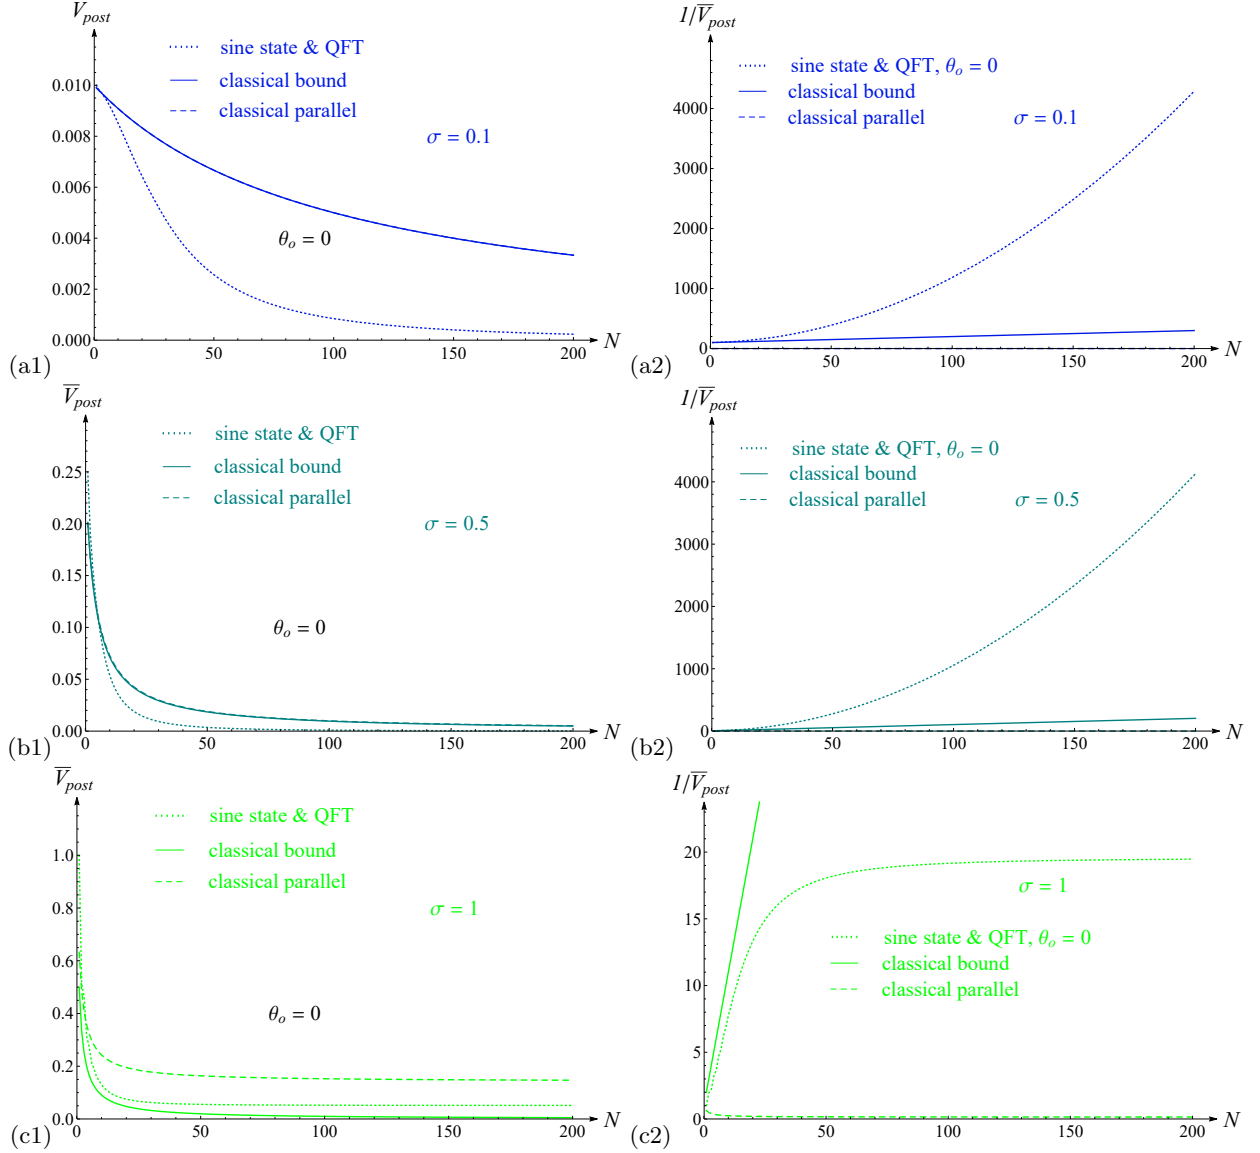 V_post
sine state & QFT
classical bound
classical parallel
σ = 0.1
θ_o = 0
0.010
0.008
0.006
0.004
0.002
0.000
0 50 100 150 200 N
(a1)
1/V̅_post
sine state & QFT, θ_o = 0
classical bound
classical parallel
σ = 0.1
4000
3000
2000
1000
0
0 50 100 150 200 N
(a2)
V̅_post
sine state & QFT
classical bound
classical parallel
σ = 0.5
θ_o = 0
0.25
0.20
0.15
0.10
0.05
0.00
0 50 100 150 200 N
(b1)
1/V̅_post
sine state & QFT, θ_o = 0
classical bound
classical parallel
σ = 0.5
4000
3000
2000
1000
0
0 50 100 150 200 N
(b2)
V̅_post
sine state & QFT
classical bound
classical parallel
σ = 1
θ_o = 0
1.0
0.8
0.6
0.4
0.2
0.0
0 50 100 150 200 N
(c1)
1/V̅_post
20
σ = 1
sine state & QFT, θ_o = 0
classical bound
classical parallel
15
10
5
0
0 50 100 150 200 N
(c2)